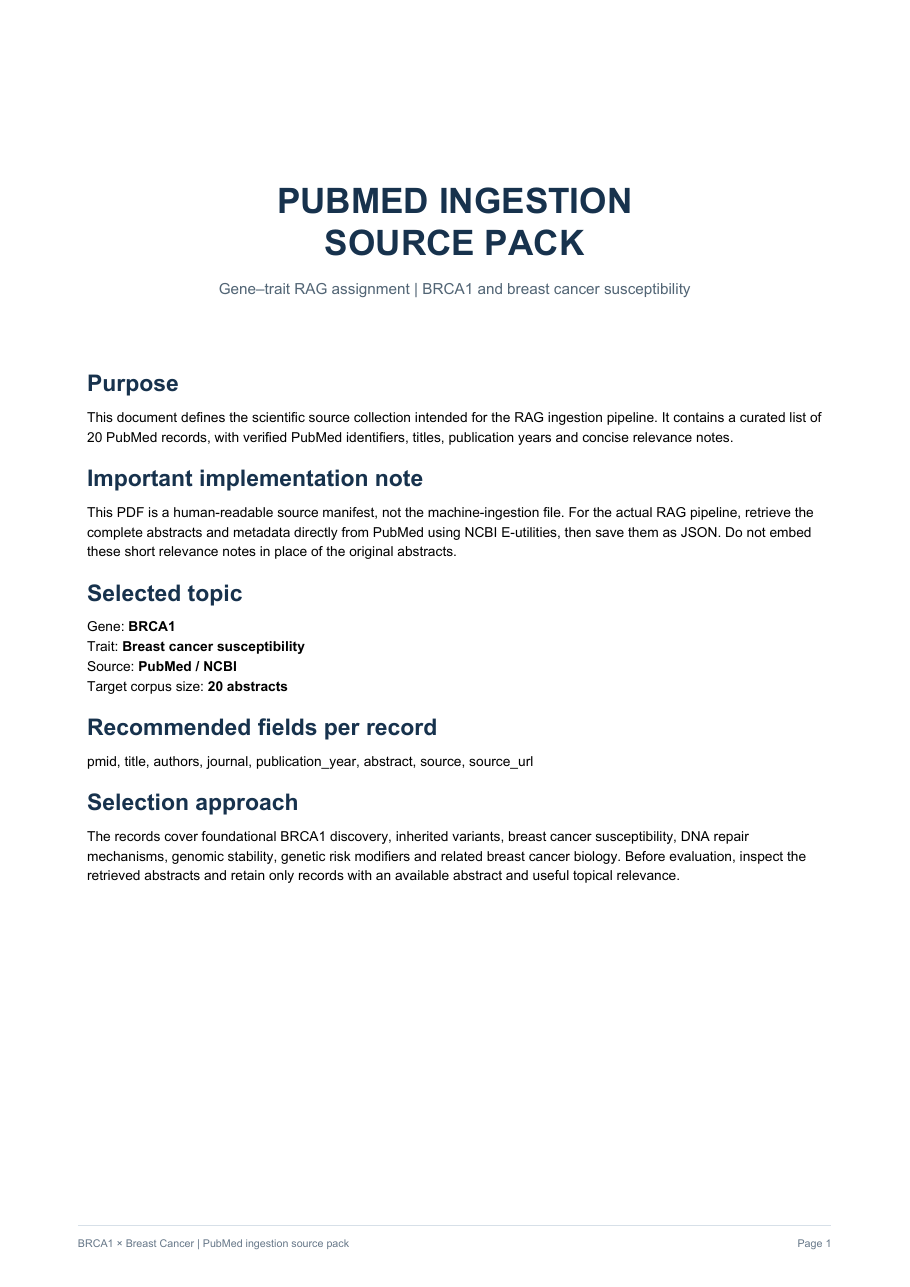 PUBMED INGESTION
SOURCE PACK
Gene–trait RAG assignment | BRCA1 and breast cancer susceptibility
Purpose
This document defines the scientific source collection intended for the RAG ingestion pipeline. It contains a curated list of
20 PubMed records, with verified PubMed identifiers, titles, publication years and concise relevance notes.
Important implementation note
This PDF is a human-readable source manifest, not the machine-ingestion file. For the actual RAG pipeline, retrieve the
complete abstracts and metadata directly from PubMed using NCBI E-utilities, then save them as JSON. Do not embed
these short relevance notes in place of the original abstracts.
Selected topic
Gene: BRCA1
Trait: Breast cancer susceptibility
Source: PubMed / NCBI
Target corpus size: 20 abstracts
Recommended fields per record
pmid, title, authors, journal, publication_year, abstract, source, source_url
Selection approach
The records cover foundational BRCA1 discovery, inherited variants, breast cancer susceptibility, DNA repair
mechanisms, genomic stability, genetic risk modifiers and related breast cancer biology. Before evaluation, inspect the
retrieved abstracts and retain only records with an available abstract and useful topical relevance.
BRCA1 × Breast Cancer | PubMed ingestion source pack
Page 1